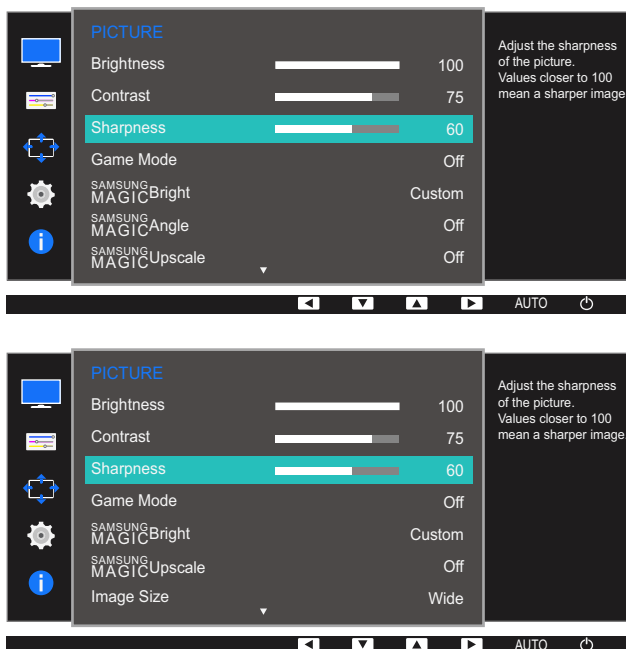 PICTURE
Brightness 100
Contrast 75
Sharpness 60
Game Mode Off
SAMSUNG MAGIC Bright Custom
SAMSUNG MAGIC Angle Off
SAMSUNG MAGIC Upscale Off
Adjust the sharpness
of the picture.
Values closer to 100
mean a sharper image
AUTO
PICTURE
Brightness 100
Contrast 75
Sharpness 60
Game Mode Off
SAMSUNG MAGIC Bright Custom
SAMSUNG MAGIC Upscale Off
Image Size Wide
Adjust the sharpness
of the picture.
Values closer to 100
mean a sharper image
AUTO